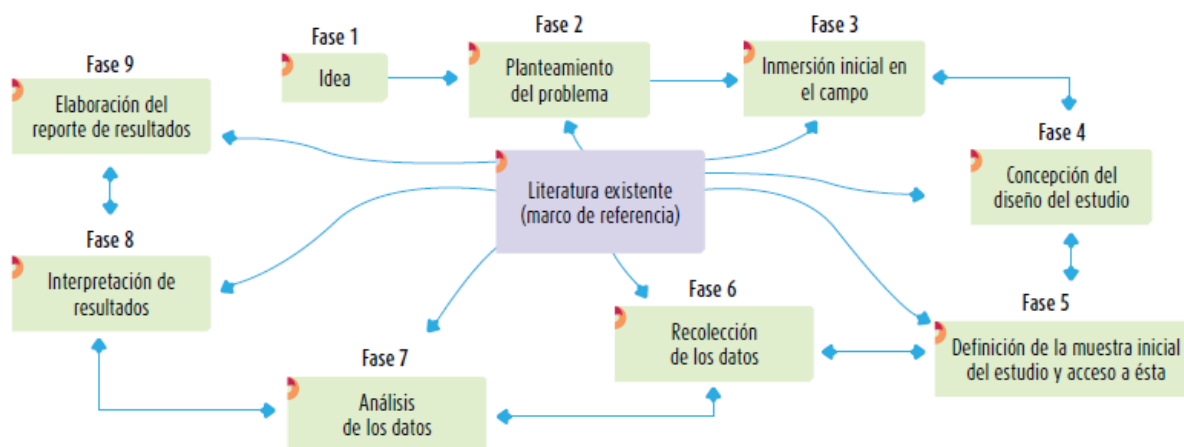 Fase 1
Idea
Fase 2
Planteamiento
del problema
Fase 3
Inmersión inicial en
el campo
Fase 4
Concepción del
diseño del estudio
Fase 5
Definición de la muestra inicial
del estudio y acceso a ésta
Fase 6
Recolección
de los datos
Fase 7
Análisis
de los datos
Fase 8
Interpretación de
resultados
Fase 9
Elaboración del
reporte de resultados
Literatura existente
(marco de referencia)